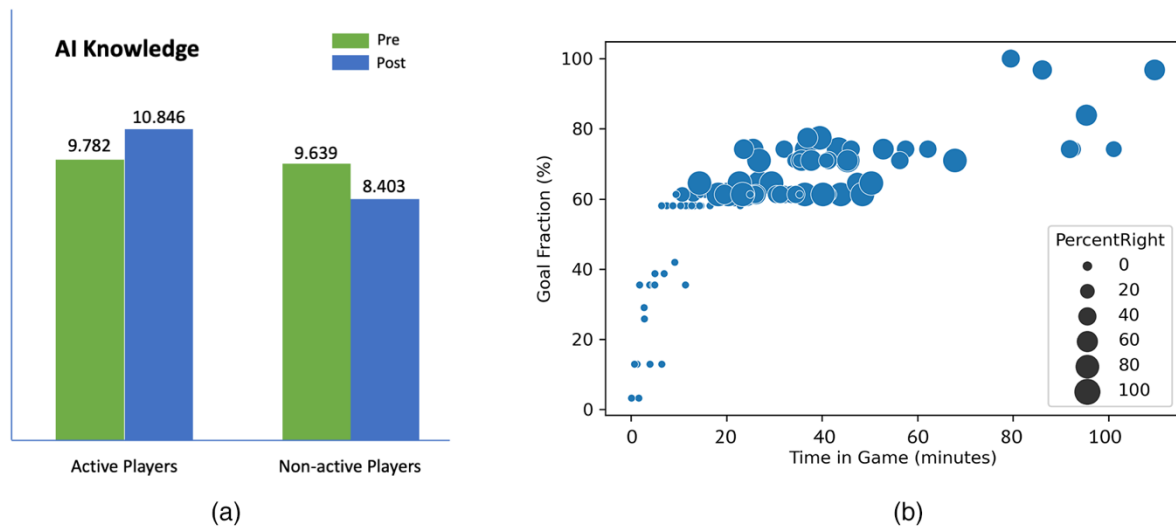 AI Knowledge
Pre
Post
9.782
10.846
9.639
8.403
Active Players
Non-active Players
(a)
Goal Fraction (%)
100
80
60
40
20
0
0
20
40
60
80
100
Time in Game (minutes)
PercentRight
0
20
40
60
80
100
(b)